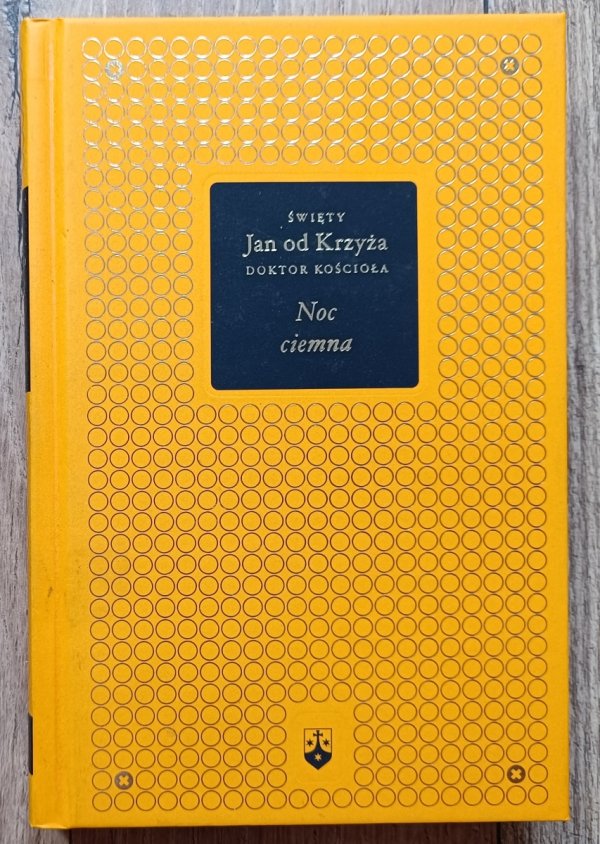 ŚWIĘTY
Jan od Krzyża
DOKTOR KOŚCIOŁA
Noc
ciemna